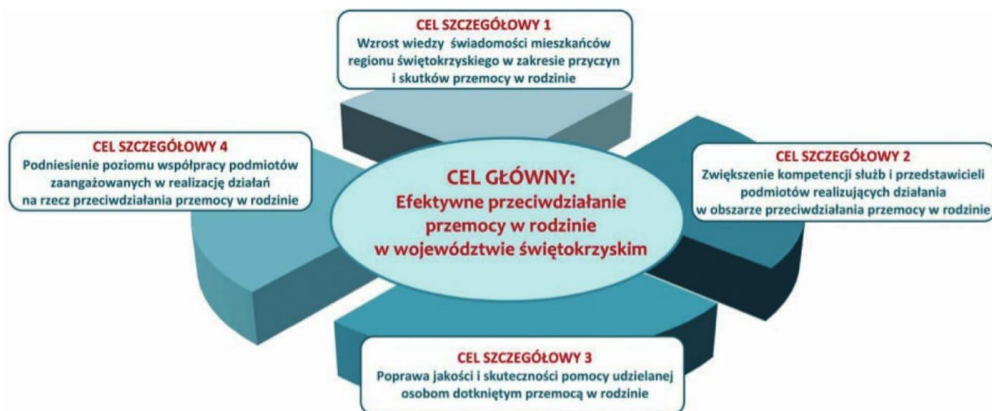 CEL SZCZEGÓŁOWY 1
Wzrost wiedzy świadomości mieszkańców
regionu świętokrzyskiego w zakresie przyczyn
i skutków przemocy w rodzinie
CEL SZCZEGÓŁOWY 4
Podniesienie poziomu współpracy podmiotów
zaangażowanych w realizację działań
na rzecz przeciwdziałania przemocy w rodzinie
CEL GŁÓWNY:
Efektywne przeciwdziałanie
przemocy w rodzinie
w województwie świętokrzyskim
CEL SZCZEGÓŁOWY 2
Zwiększenie kompetencji służb i przedstawicieli
podmiotów realizujących działania
w obszarze przeciwdziałania przemocy w rodzinie
CEL SZCZEGÓŁOWY 3
Poprawa jakości i skuteczności pomocy udzielanej
osobom dotkniętym przemocą w rodzinie